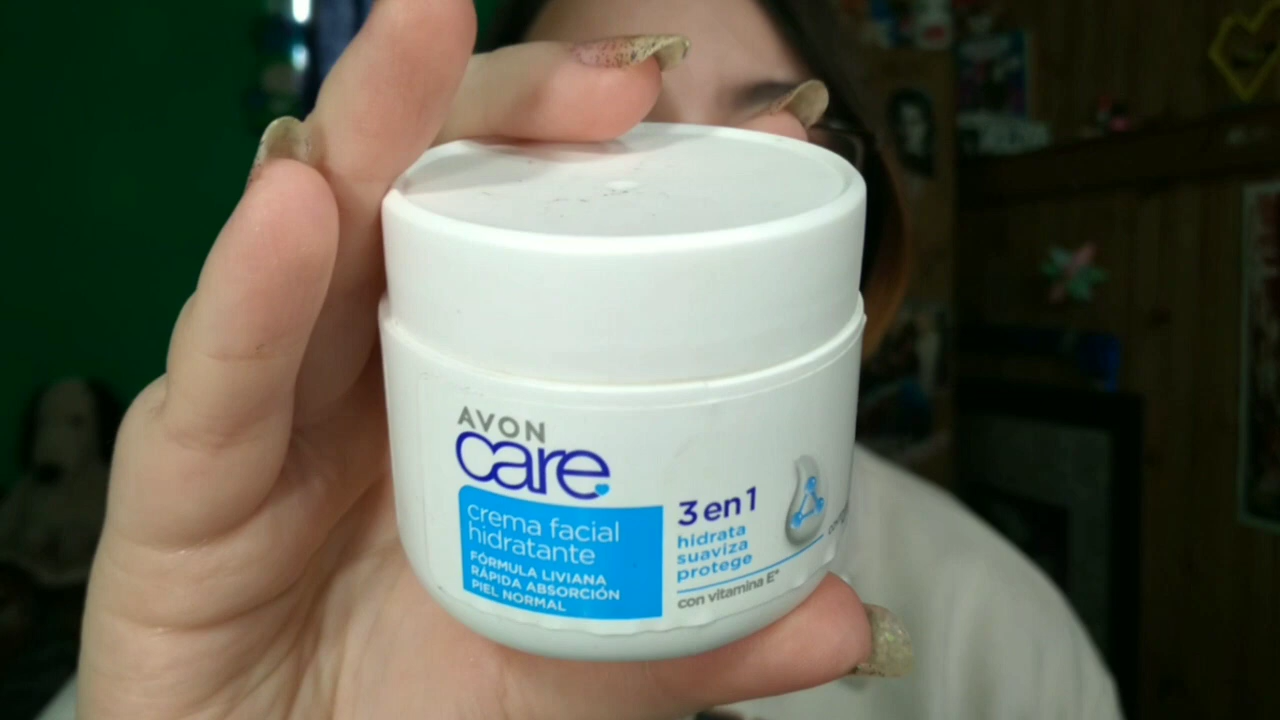 AVON
care
crema facial
hidratante
FÓRMULA LIVIANA
RÁPIDA ABSORCIÓN
PIEL NORMAL
3 en 1
hidrata
suaviza
protege
con vitamina E*